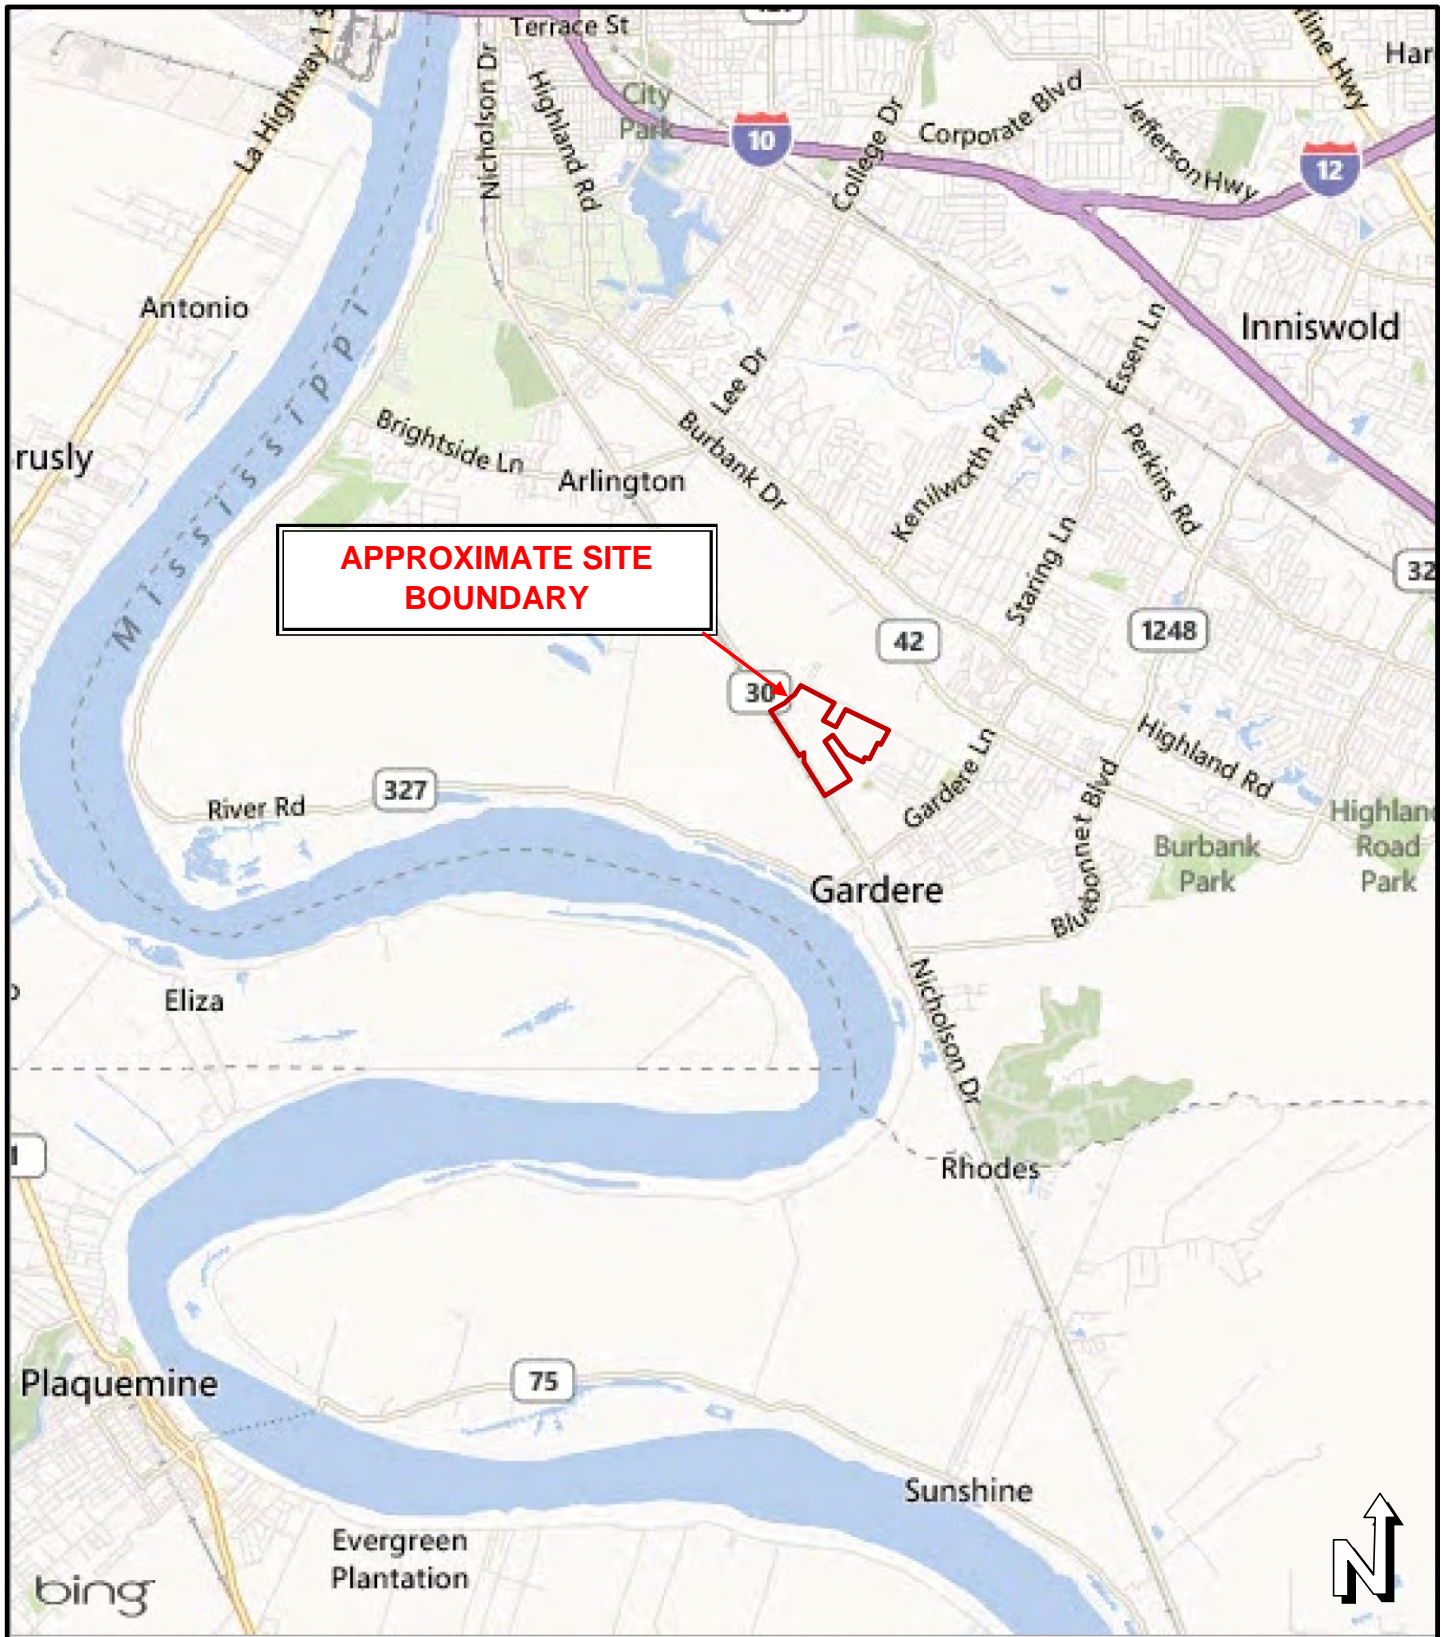 Terrace St
Har
La Highway 1 S
Nicholson Dr
Highland Rd
City
Park
10
College Dr
Corporate Blvd
Jefferson Hwy
rline Hwy
12
Antonio
Mississippi
Inniswold
Essen Ln
Lee Dr
Brightside Ln
Burbank Dr
Kenilworth Pkwy
Perkins Rd
rusly
Arlington
Staring Ln
32
APPROXIMATE SITE
BOUNDARY
42
1248
30
Highland Rd
Gardere Ln
Bluebonnet Blvd
327
River Rd
Burbank
Park
Highland
Road
Park
Gardere
Nicholson Dr
Eliza
1
Rhodes
Plaquemine
75
Sunshine
Evergreen
Plantation
bing
N